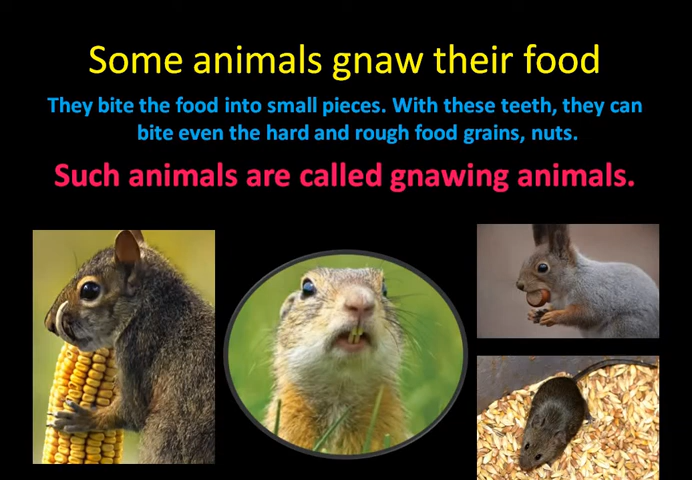 Some animals gnaw their food
They bite the food into small pieces. With these teeth, they can
bite even the hard and rough food grains, nuts.
Such animals are called gnawing animals.